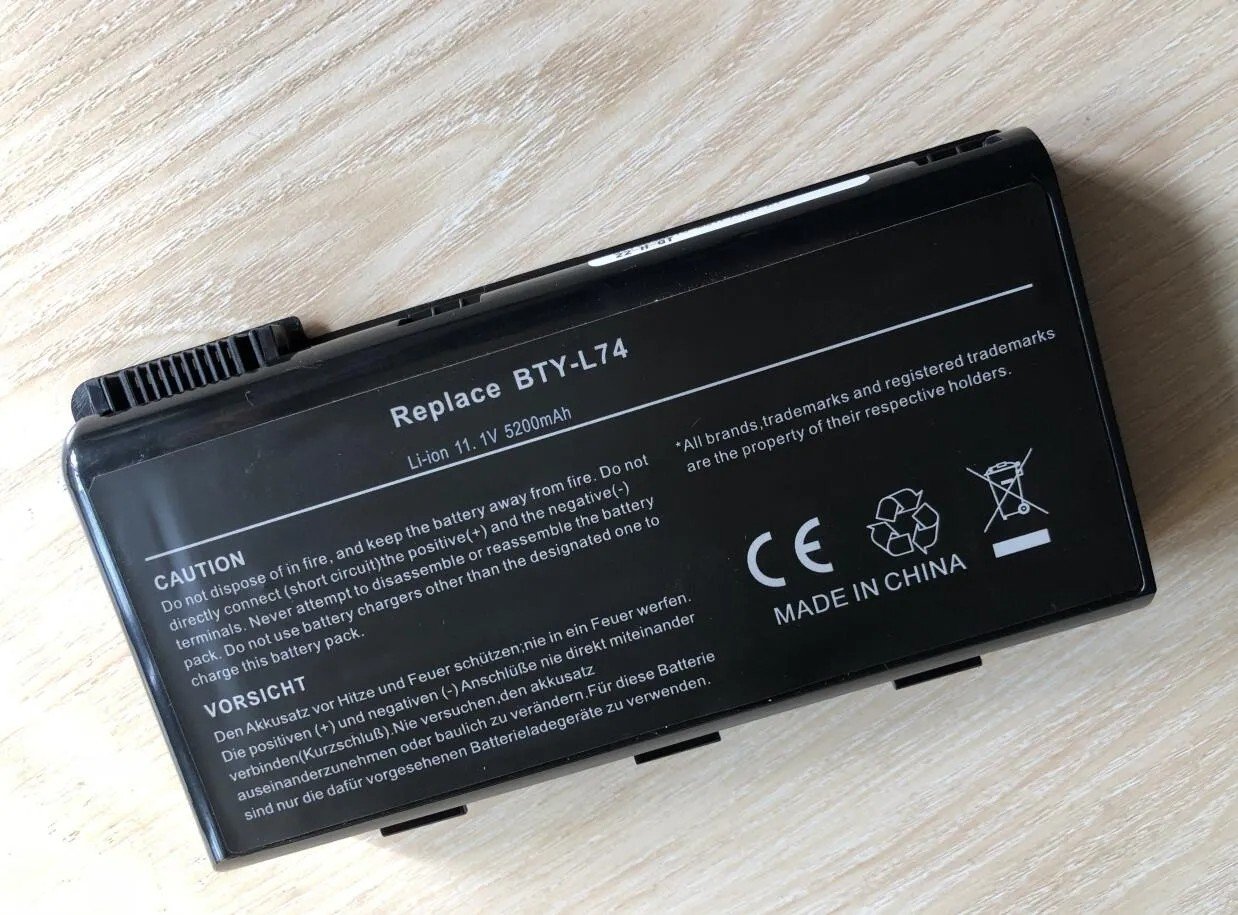 Replace BTY-L74
Li-ion 11.1V 5200mAh
CAUTION
Do not dispose of in fire, and keep the battery away from fire. Do not
directly connect (short circuit)the positive(+) and the negative(-)
terminals. Never attempt to disassemble or reassemble the battery
pack. Do not use battery chargers other than the designated one to
charge this battery pack.
VORSICHT
Den Akkusatz vor Hitze und Feuer schützen;nie in ein Feuer werfen.
Die positiven (+) und negativen (-) Anschlüße nie direkt miteinander
verbinden(Kurzschluß).Nie versuchen,den akkusatz
auseinanderzunehmen oder baulich zu verändern.Für diese Batterie
sind nur die dafür vorgesehenen Batterieladegeräte zu verwenden.
*All brands,trademarks and registered trademarks
are the property of their respective holders.
CE
MADE IN CHINA